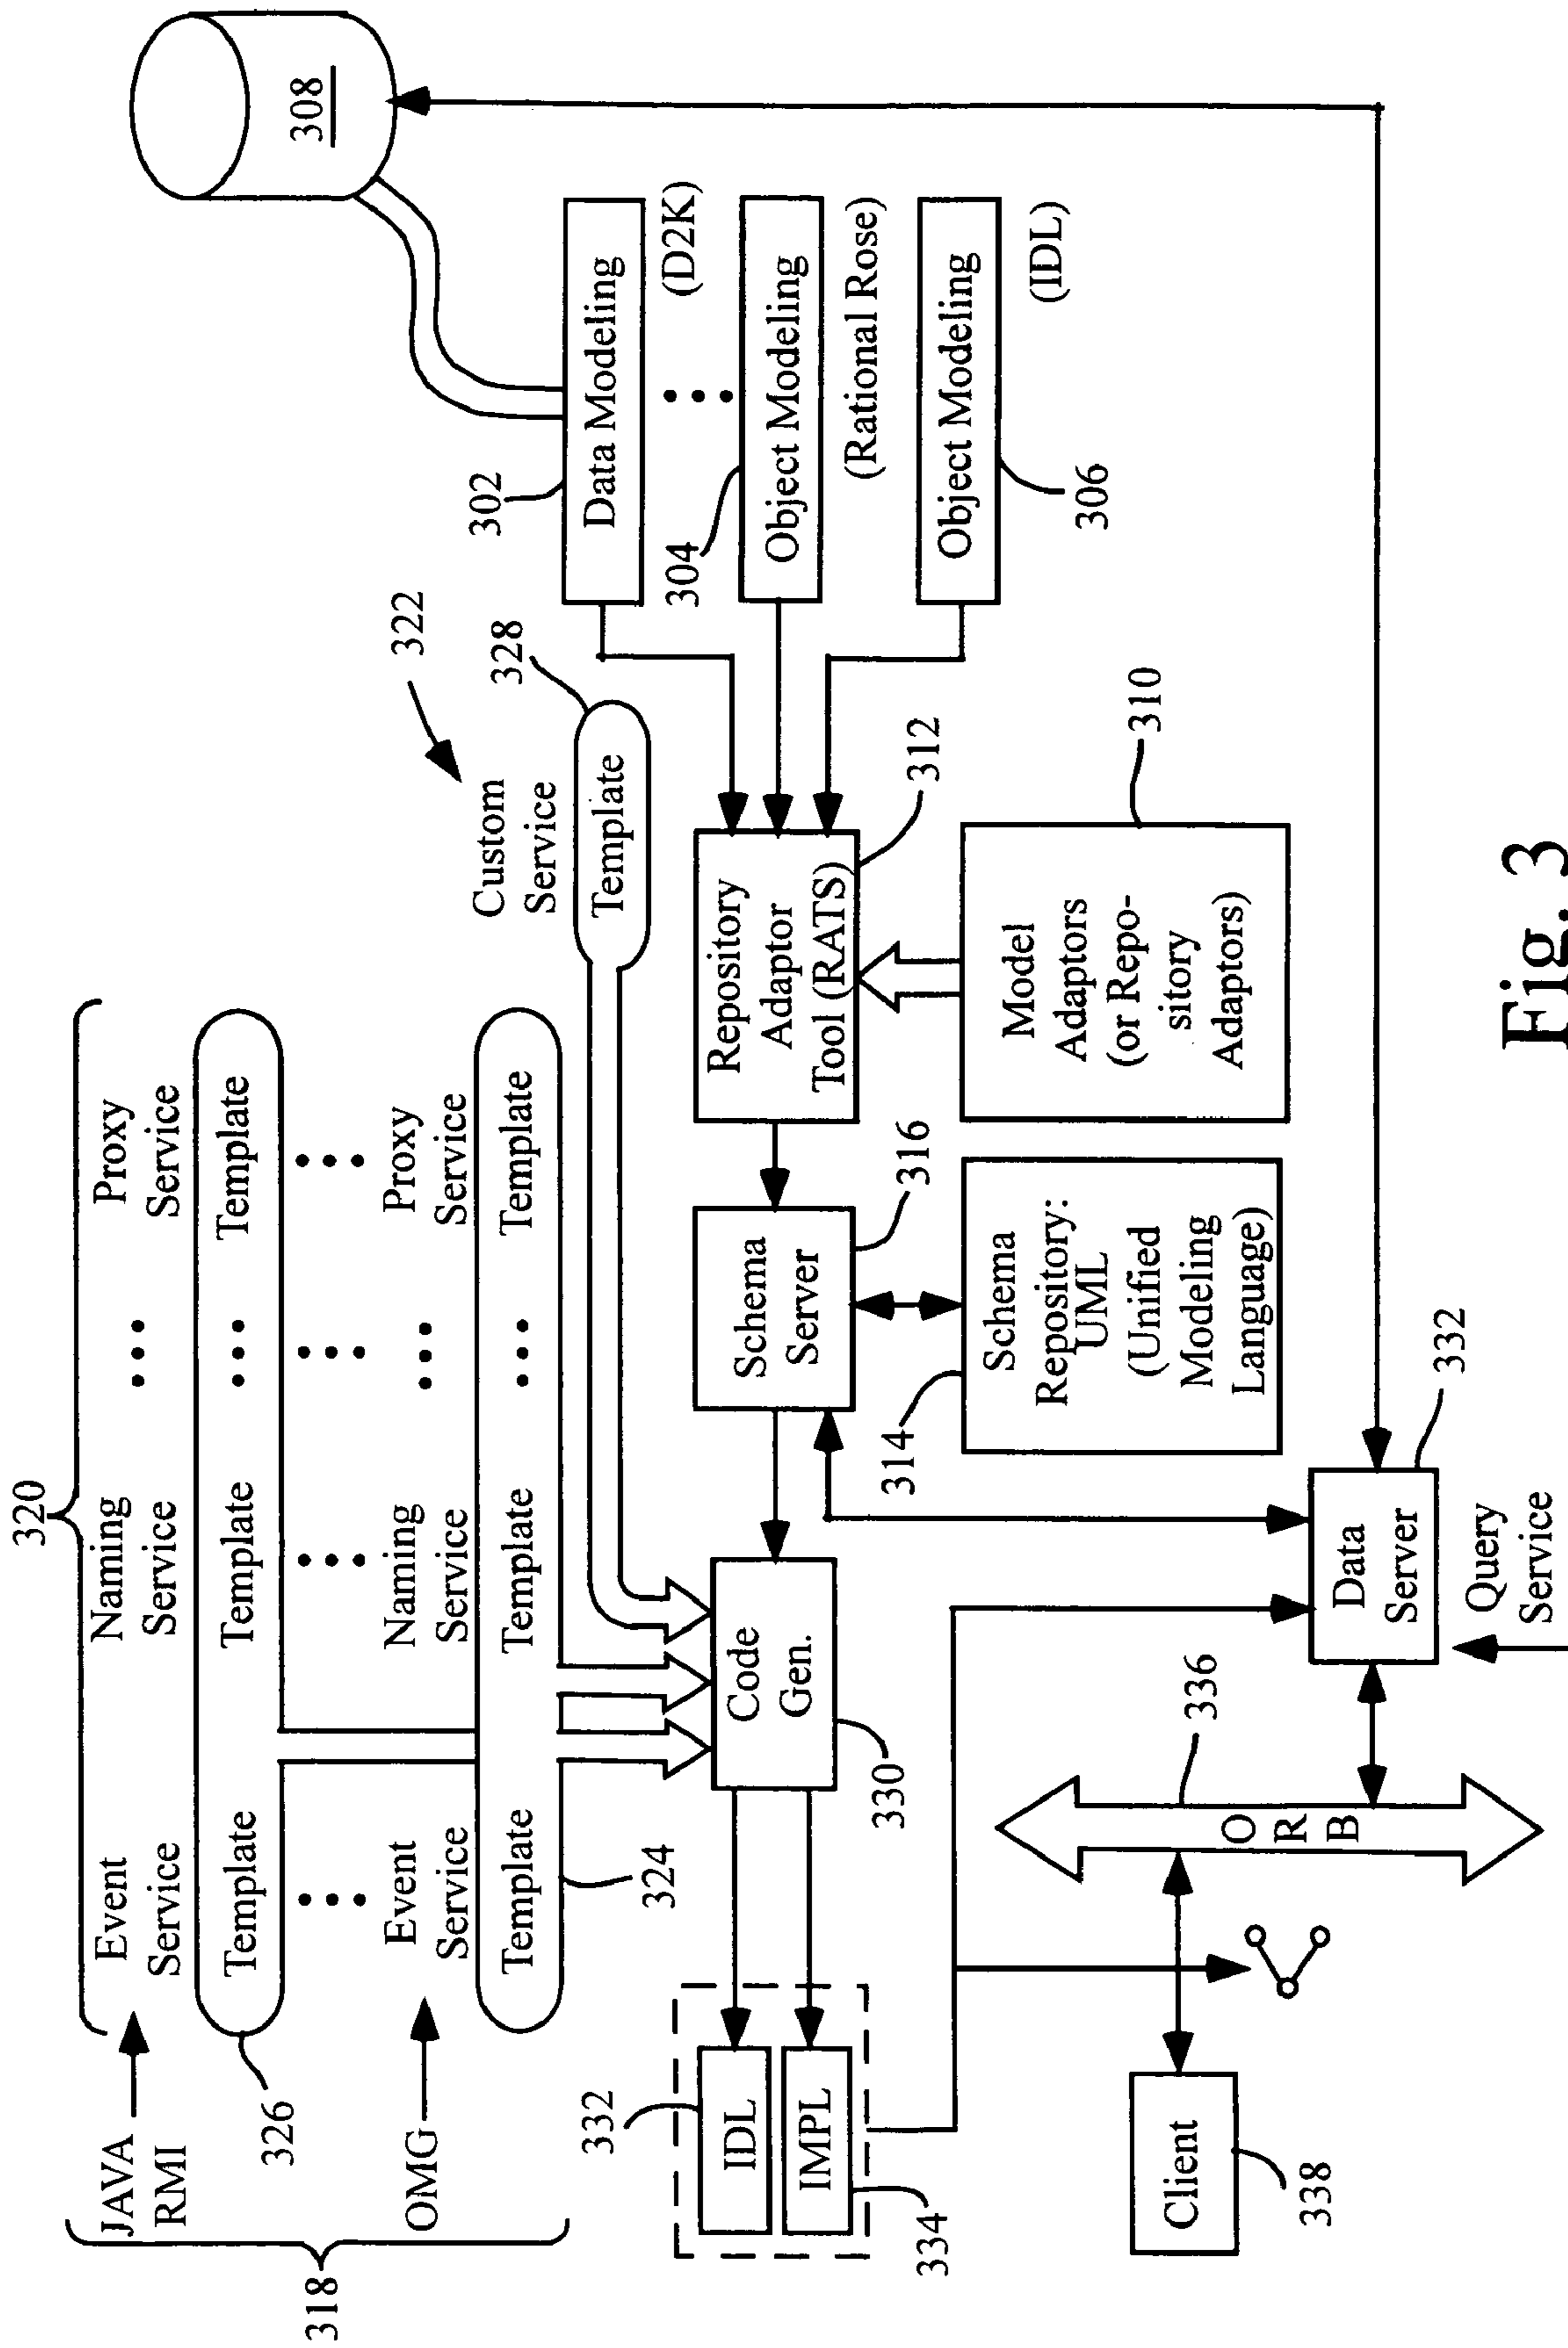 320
JAVA
RMI
Event
Service
Naming
Service
Proxy
Service
Template
Template
Template
326
318
OMG
Event
Service
Naming
Service
Proxy
Service
Template
Template
Template
324
322
Custom
Service
328
Template
308
302
Data Modeling
(D2K)
304
Object Modeling
(Rational Rose)
Object Modeling
306
(IDL)
Repository
Adaptor
Tool (RATS)
312
Model
Adaptors
(or Repo-
sitory
Adaptors)
310
Schema
Server
316
Schema
Repository:
UML
(Unified
Modeling
Language)
314
Code
Gen.
330
332
IDL
IMPL
334
Data
Server
332
Query
Service
336
O
R
B
Client
338
Fig. 3